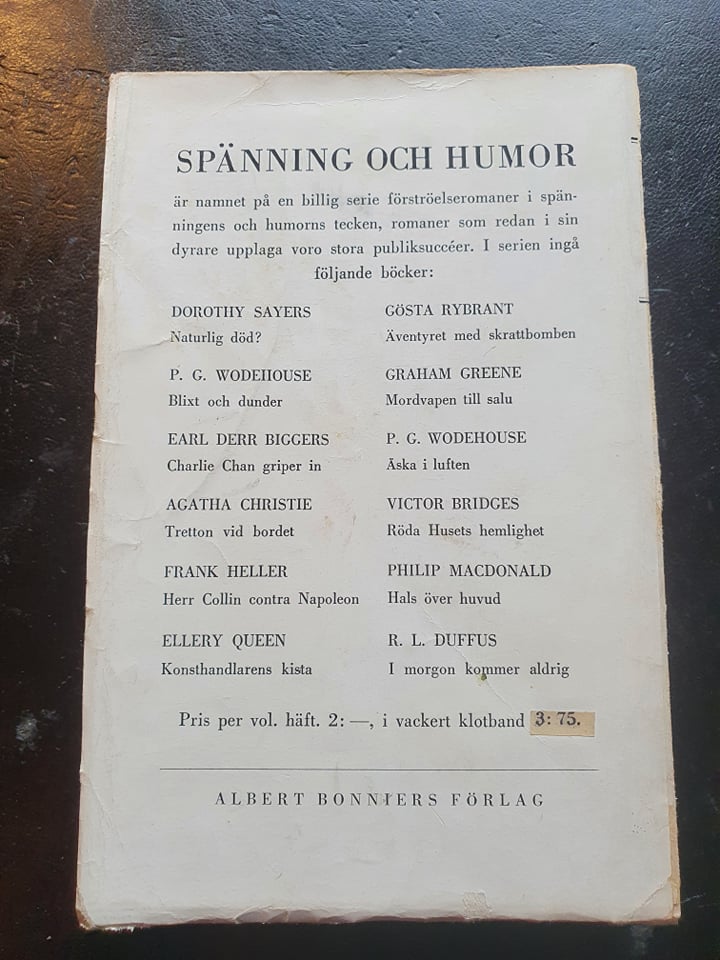 SPÄNNING OCH HUMOR
är namnet på en billig serie förströelseromaner i spän-
ningens och humorns tecken, romaner som redan i sin
dyrare upplaga voro stora publiksuccéer. I serien ingå
följande böcker:
DOROTHY SAYERS
Naturlig död?
P. G. WODEHOUSE
Blixt och dunder
EARL DERR BIGGERS
Charlie Chan griper in
AGATHA CHRISTIE
Tretton vid bordet
FRANK HELLER
Herr Collin contra Napoleon
ELLERY QUEEN
Konsthandlarens kista
GÖSTA RYBRANT
Äventyret med skrattbomben
GRAHAM GREENE
Mordvapen till salu
P. G. WODEHOUSE
Åska i luften
VICTOR BRIDGES
Röda Husets hemlighet
PHILIP MACDONALD
Hals över huvud
R. L. DUFFUS
I morgon kommer aldrig
Pris per vol. häft. 2: —, i vackert klotband 3: 75.
ALBERT BONNIERS FÖRLAG